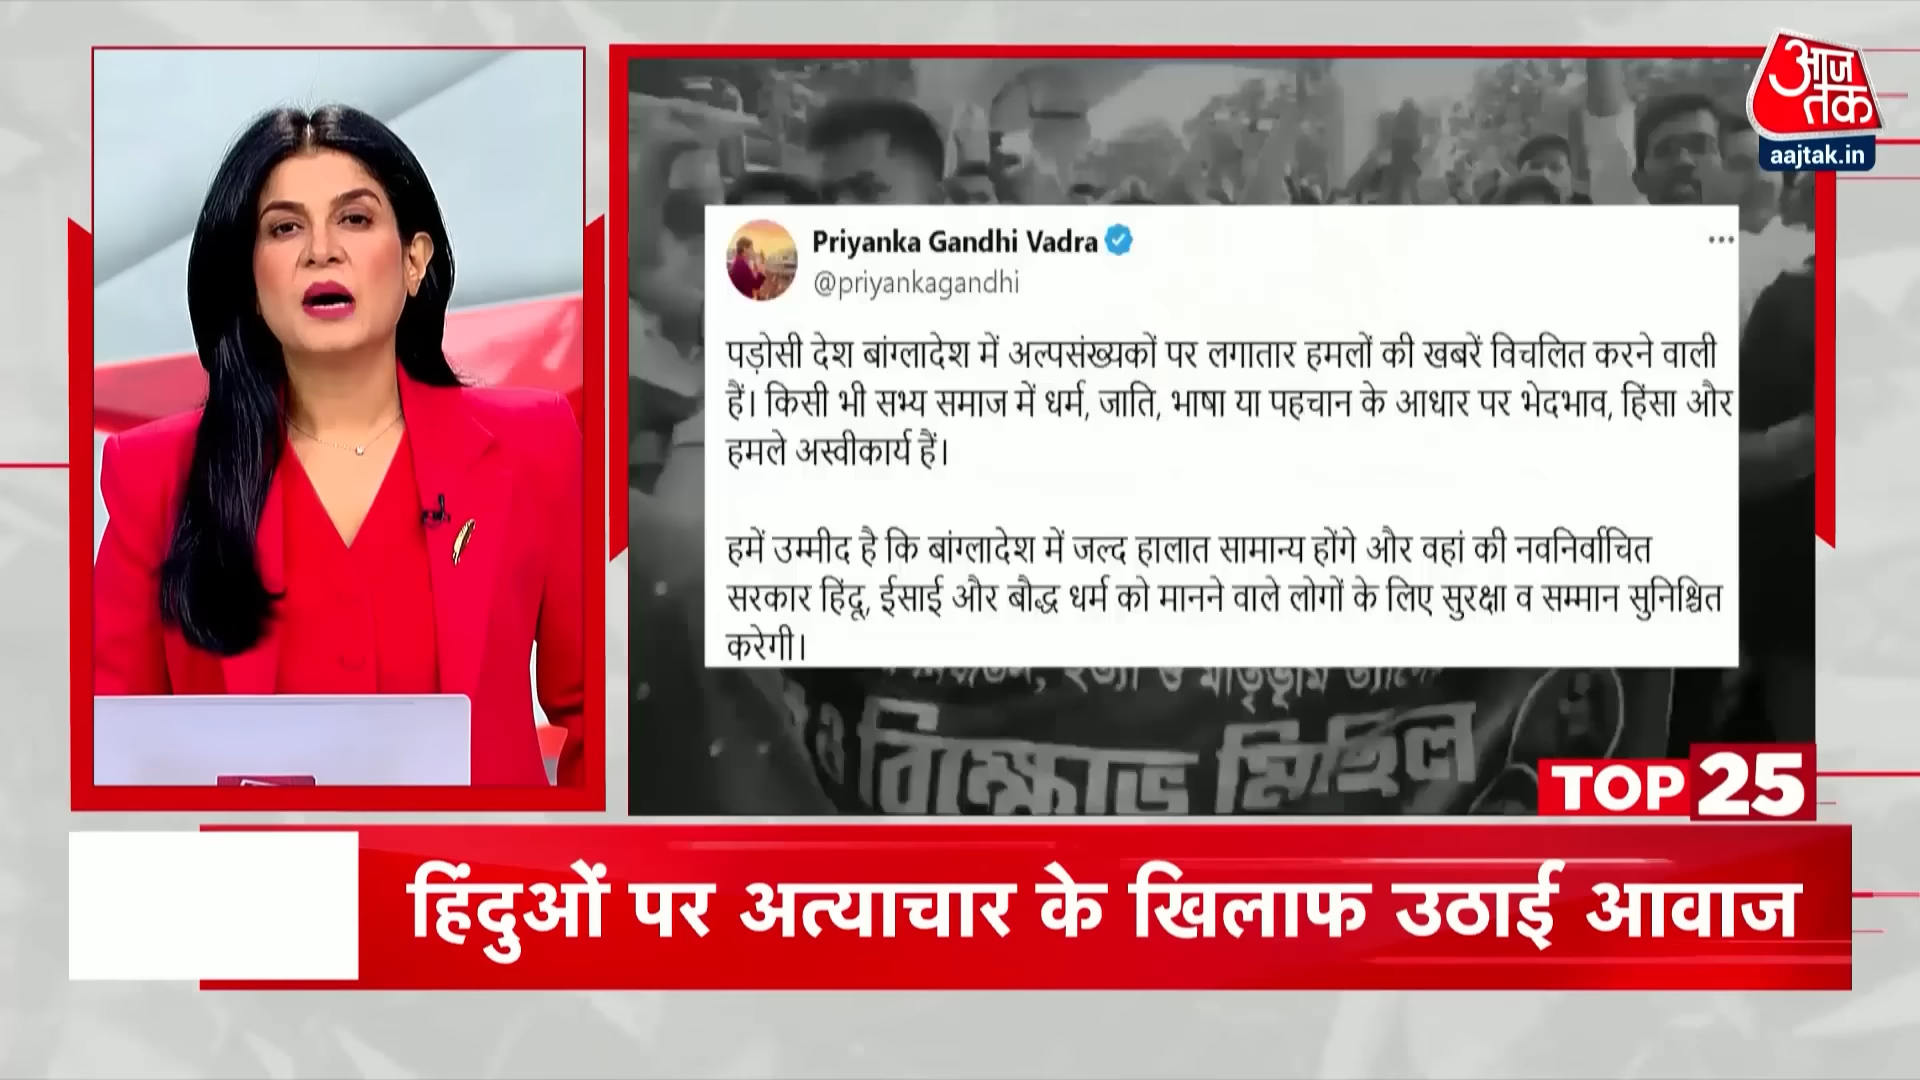 आज
तक
aajtak.in
Priyanka Gandhi Vadra
@priyankagandhi
पड़ोसी देश बांग्लादेश में अल्पसंख्यकों पर लगातार हमलों की खबरें विचलित करने वाली
हैं। किसी भी सभ्य समाज में धर्म, जाति, भाषा या पहचान के आधार पर भेदभाव, हिंसा और
हमले अस्वीकार्य हैं।
हमें उम्मीद है कि बांग्लादेश में जल्द हालात सामान्य होंगे और वहां की नवनिर्वाचित
सरकार हिंदू, ईसाई और बौद्ध धर्म को मानने वाले लोगों के लिए सुरक्षा व सम्मान सुनिश्चित
करेगी।
হত্যা ও মাতৃভূমি
বিক্ষোভ মিছিল
TOP 25
हिंदुओं पर अत्याचार के खिलाफ उठाई आवाज